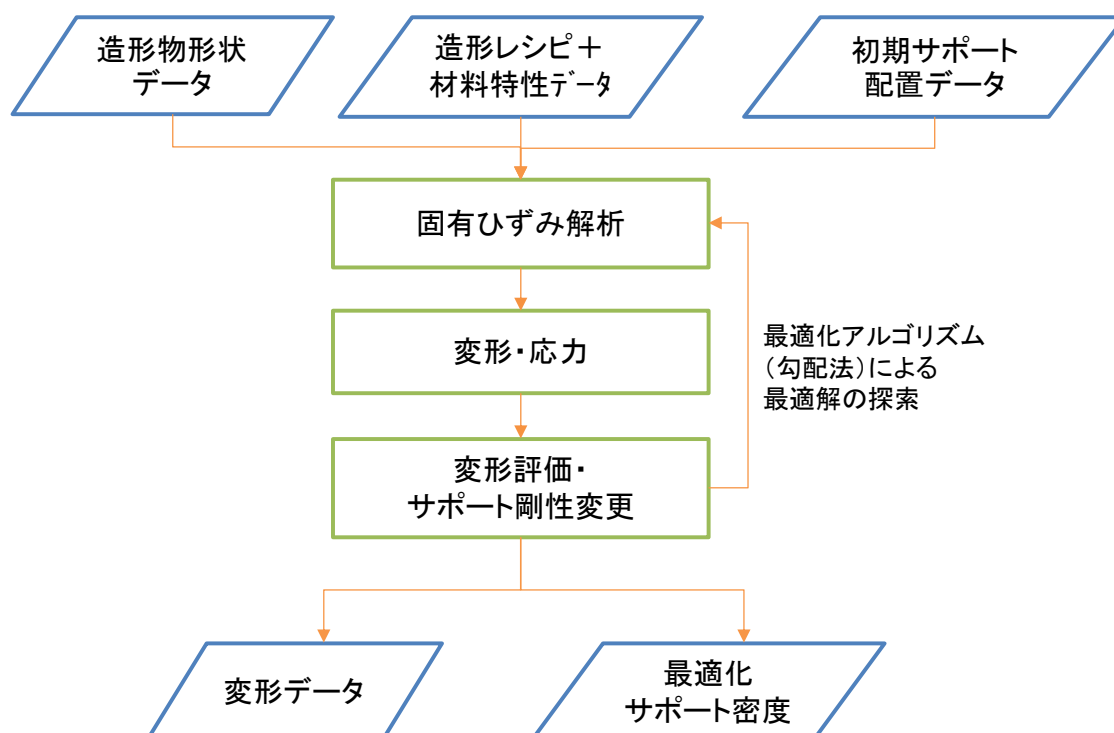 造形物形状
データ
造形レシピ＋
材料特性ﾃﾞｰﾀ
初期サポート
配置データ
固有ひずみ解析
変形・応力
最適化アルゴリズム
（勾配法）による
最適解の探索
変形評価・
サポート剛性変更
変形データ
最適化
サポート密度